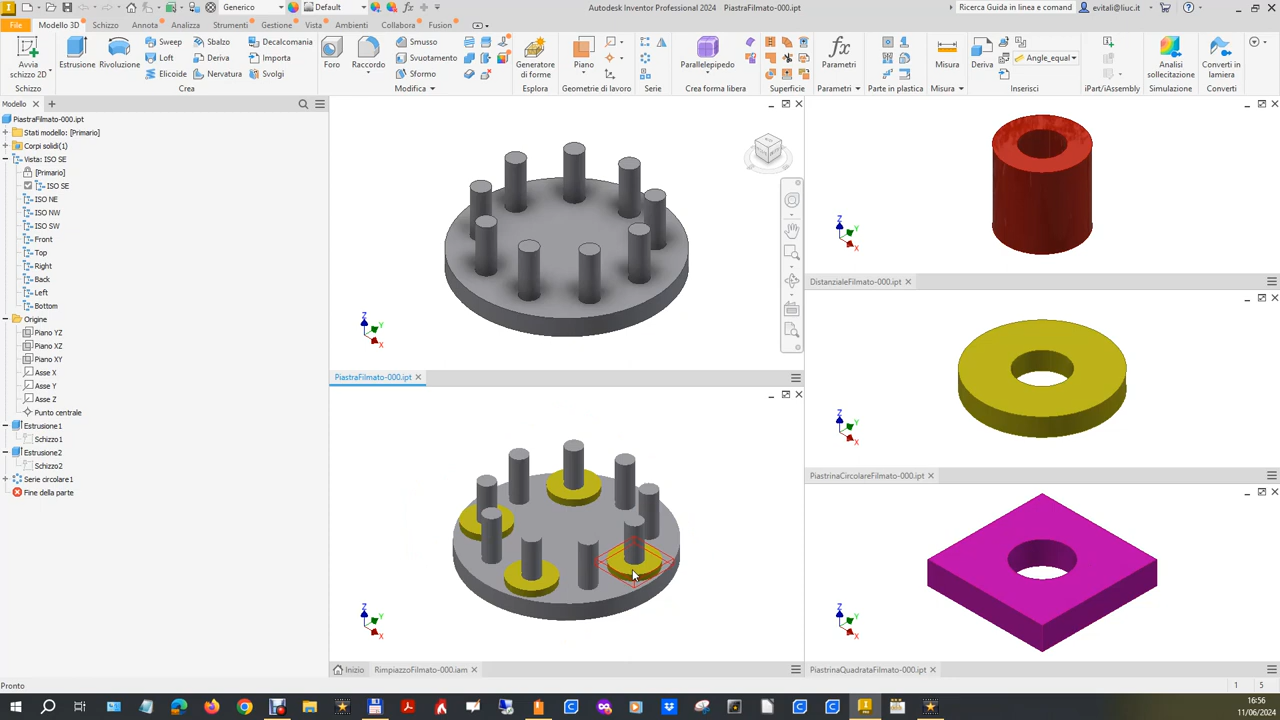 Generico
Default
Autodesk Inventor Professional 2024 PiastraFilmato-000.ipt
Ricerca Guida in linea e comand
evitali@liuc.it
File Modello 3D Schizzo Annota Analizza Strumenti Gestione Vista Ambienti Collabora Fusion
Avvia schizzo 2D
Estrusione
Rivoluzione
Sweep
Loft
Elicoide
Sbalzo
Deriva
Nervatura
Decalcomania
Importa
Svolgi
Foro
Raccordo
Smusso
Svuotamento
Sformo
Generatore di forme
Piano
Parallelepipedo
fx
Parametri
Misura
Deriva
Angle_equal
Analisi sollecitazione
Converti in lamiera
Schizzo Crea Modifica Esplora Geometrie di lavoro Serie Crea forma libera Superficie Parametri Parte in plastica Misura Inserisci iPart/iAssembly Simulazione Converti
Modello
PiastraFilmato-000.ipt
Stati modello: [Primario]
Corpi solidi(1)
Vista: ISO SE
[Primario]
ISO SE
ISO NE
ISO NW
ISO SW
Front
Top
Right
Back
Left
Bottom
Origine
Piano YZ
Piano XZ
Piano XY
Asse X
Asse Y
Asse Z
Punto centrale
Estrusione1
Schizzo1
Estrusione2
Schizzo2
Serie circolare1
Fine della parte
Z
Y
X
PiastraFilmato-000.ipt
Z
Y
X
Inizio
RimpiazzoFilmato-000.iam
Z
Y
X
DistanzialeFilmato-000.ipt
Z
Y
X
PiastrinaCircolareFilmato-000.ipt
Z
Y
X
PiastrinaQuadrataFilmato-000.ipt
Pronto
1 5
16:56
11/06/2024